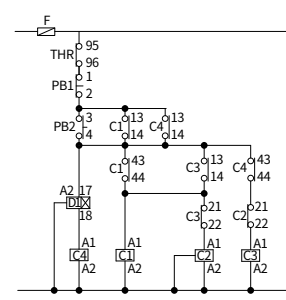 F
THR 95
96
PB1 1
2
PB2 3
4
C1 13
14
C4 13
14
C1 43
44
C3 13
14
C4 43
44
A2 17
D1
18
C3 21
22
C2 21
22
A1
C4
A2
A1
C1
A2
A1
C2
A2
A1
C3
A2